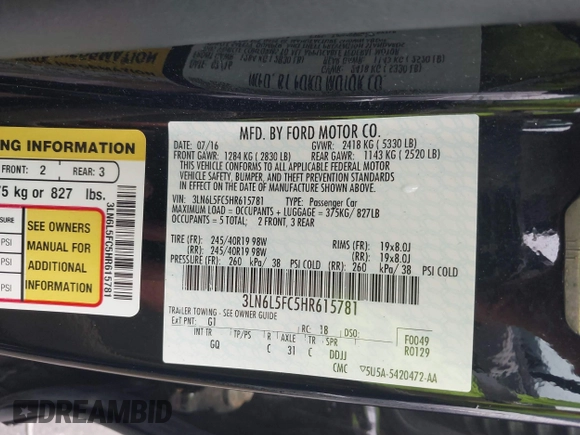 NG INFORMATION
FRONT: 2 REAR: 3
75 kg or 827 lbs.
SURE
PSI
PSI
PSI
SEE OWNERS
MANUAL FOR
ADDITIONAL
INFORMATION
3LN6L5FC5HR615781
MFD. BY FORD MOTOR CO.
DATE: 07/16 GVWR: 2418 KG ( 5330 LB)
FRONT GAWR: 1284 KG ( 2830 LB) REAR GAWR: 1143 KG ( 2520 LB)
THIS VEHICLE CONFORMS TO ALL APPLICABLE FEDERAL MOTOR
VEHICLE SAFETY, BUMPER, AND THEFT PREVENTION STANDARDS
IN EFFECT ON THE DATE OF MANUFACTURE SHOWN ABOVE.
VIN: 3LN6L5FC5HR615781 TYPE: Passenger Car
MAXIMUM LOAD = OCCUPANTS + LUGGAGE = 375KG/827LB
OCCUPANTS = 5 TOTAL; 2 FRONT, 3 REAR
TIRE (FR): 245/40R19 98W RIMS (FR): 19x8.0J
(RR): 245/40R19 98W (RR): 19x8.0J
PRESSURE (FR): 260 kPa/ 38 PSI COLD (RR): 260 kPa/ 38 PSI COLD
3LN6L5FC5HR615781
TRAILER TOWING - SEE OWNER GUIDE
EXT PNT: G1 RC: 18 DSO: F0049
INT TR TP/PS R AXLE TR SPR R0129
GQ C 31 C DDJJ
CMC 5U5A-5420472-AA
DREAMBID